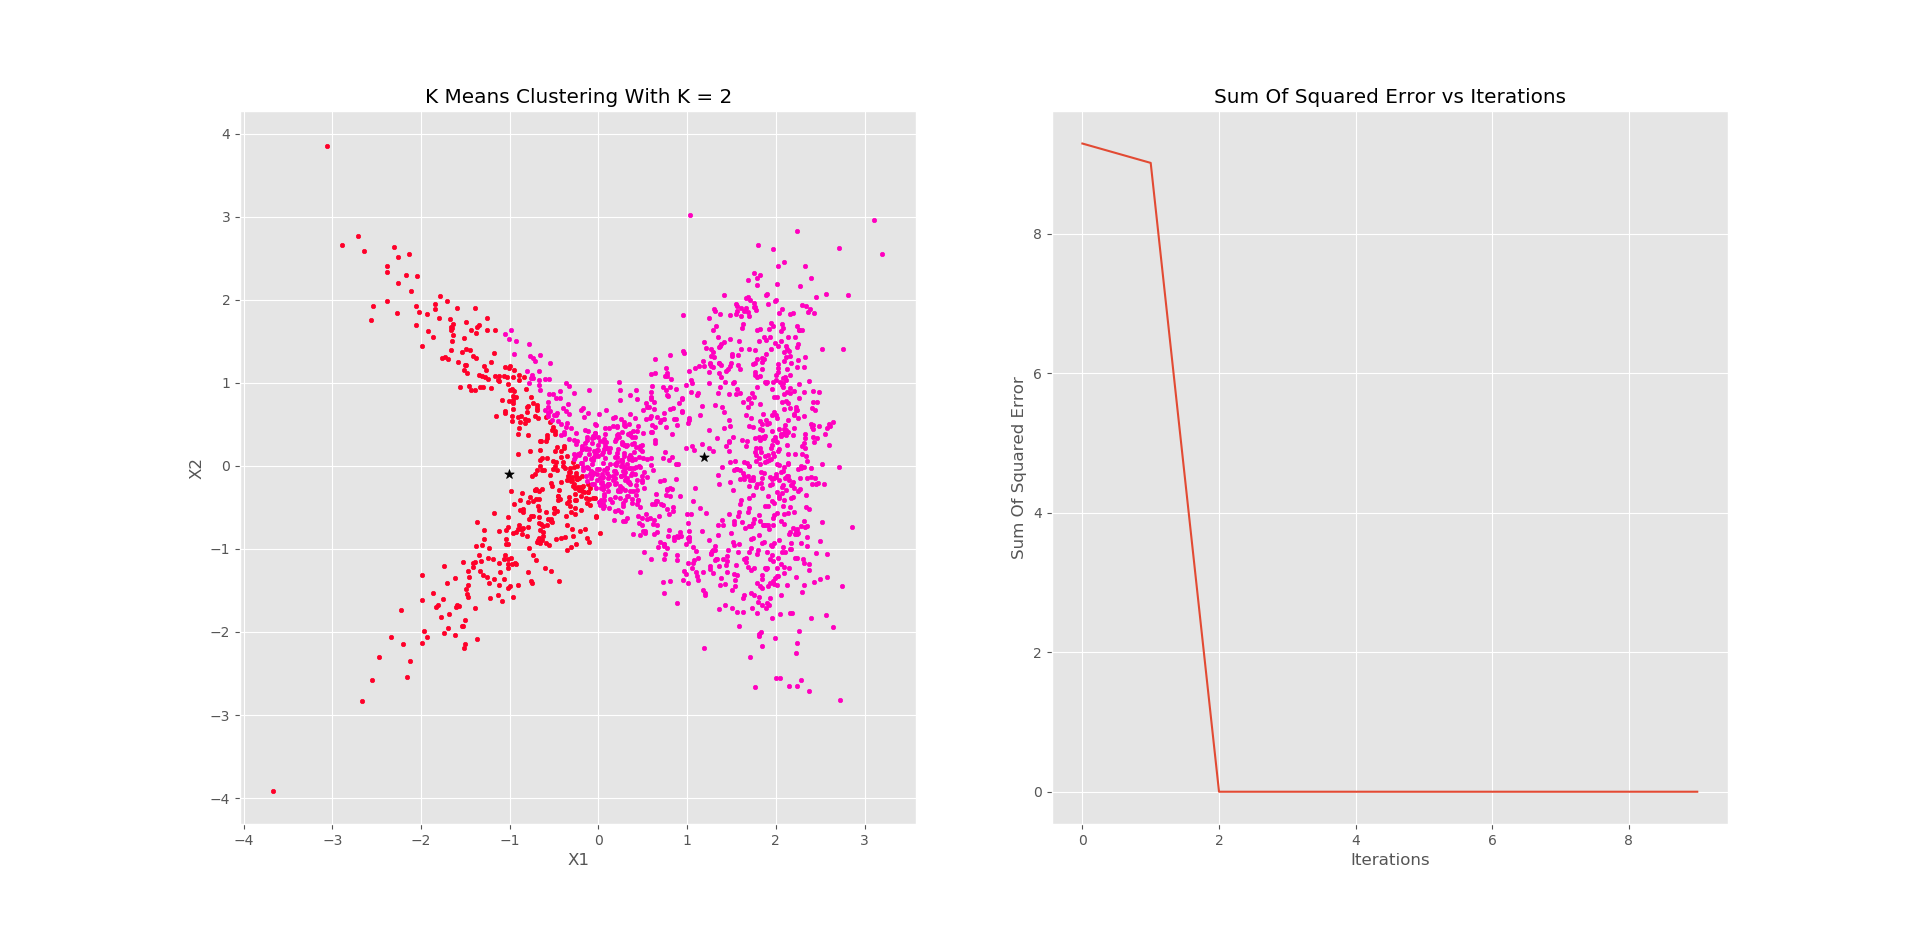 K Means Clustering With K = 2
4
3
2
1
0
−1
−2
−3
−4
X2
−4 −3 −2 −1 0 1 2 3
X1
Sum Of Squared Error vs Iterations
8
6
4
2
0
Sum Of Squared Error
0 2 4 6 8
Iterations